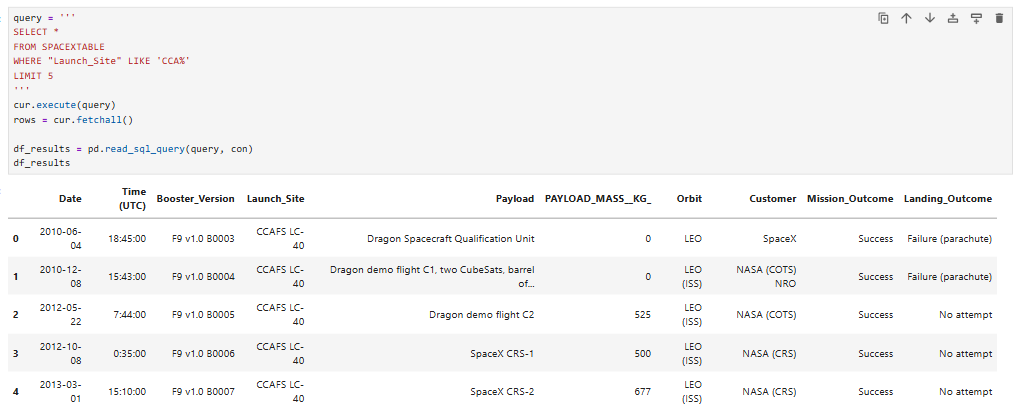 query = '''
SELECT *
FROM SPACEXTABLE
WHERE "Launch_Site" LIKE 'CCA%'
LIMIT 5
'''
cur.execute(query)
rows = cur.fetchall()

df_results = pd.read_sql_query(query, con)
df_results
Date Time (UTC) Booster_Version Launch_Site Payload PAYLOAD_MASS__KG_ Orbit Customer Mission_Outcome Landing_Outcome
0 2010-06-04 18:45:00 F9 v1.0 B0003 CCAFS LC-40 Dragon Spacecraft Qualification Unit 0 LEO SpaceX Success Failure (parachute)
1 2010-12-08 15:43:00 F9 v1.0 B0004 CCAFS LC-40 Dragon demo flight C1, two CubeSats, barrel of... 0 LEO (ISS) NASA (COTS) NRO Success Failure (parachute)
2 2012-05-22 7:44:00 F9 v1.0 B0005 CCAFS LC-40 Dragon demo flight C2 525 LEO (ISS) NASA (COTS) Success No attempt
3 2012-10-08 0:35:00 F9 v1.0 B0006 CCAFS LC-40 SpaceX CRS-1 500 LEO (ISS) NASA (CRS) Success No attempt
4 2013-03-01 15:10:00 F9 v1.0 B0007 CCAFS LC-40 SpaceX CRS-2 677 LEO (ISS) NASA (CRS) Success No attempt